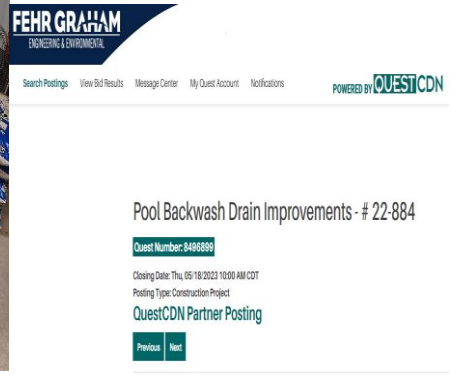 FEHR GRAHAM
ENGINEERING & ENVIRONMENTAL
Search Postings View Bid Results Message Center My Quest Account Notifications
POWERED BY QUESTCDN
Pool Backwash Drain Improvements - # 22-884
Quest Number: 8496899
Closing Date: Thu, 05/18/2023 10:00 AM CDT
Posting Type: Construction Project
QuestCDN Partner Posting
Previous Next